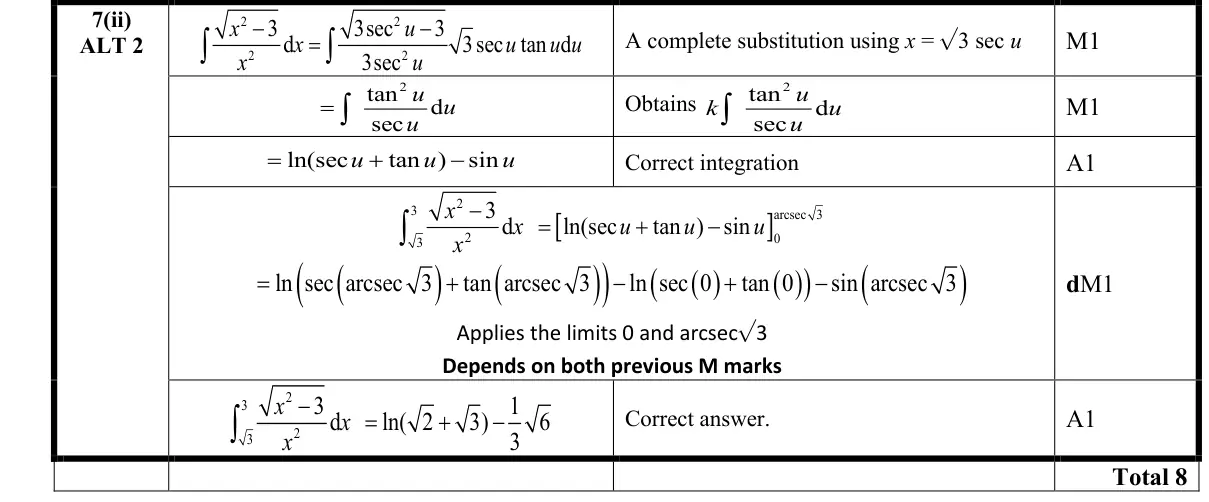 7(ii)
ALT 2
∫ √(x² − 3) / x² dx = ∫ √(3sec² u − 3) / 3sec² u √3 sec u tan u du
A complete substitution using x = √3 sec u
M1
= ∫ tan² u / sec u du
Obtains k∫ tan² u / sec u du
M1
= ln(sec u + tan u) − sin u
Correct integration
A1
∫_√3^3 √(x² − 3) / x² dx = [ln(sec u + tan u) − sin u]_0^arcsec√3
= ln(sec(arcsec √3) + tan(arcsec √3)) − ln(sec(0) + tan(0)) − sin(arcsec √3)
dM1
Applies the limits 0 and arcsec√3
Depends on both previous M marks
∫_√3^3 √(x² − 3) / x² dx = ln(√2 + √3) − 1/3 √6
Correct answer.
A1
Total 8